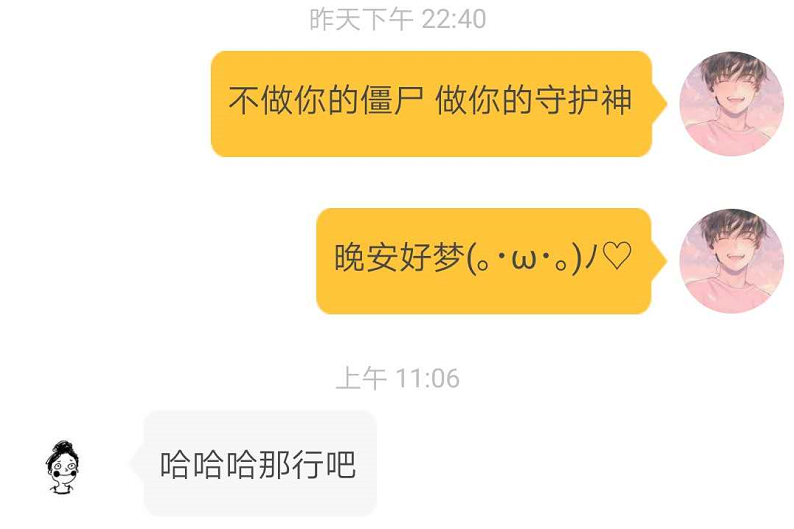 昨天下午 22:40
不做你的僵尸 做你的守护神
晚安好梦(｡･ω･｡)ﾉ♡
上午 11:06
哈哈哈那行吧